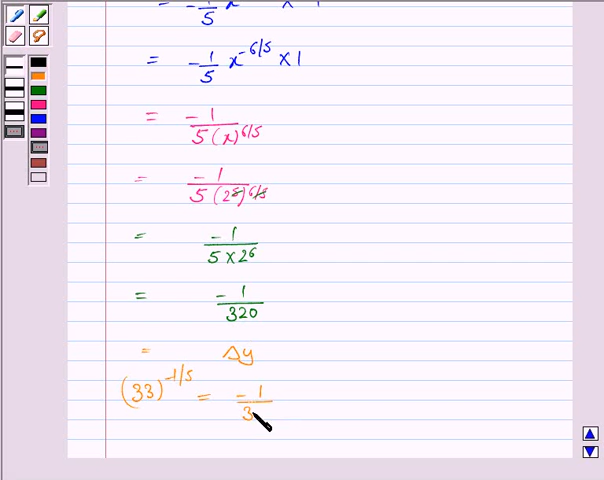 = -1/5 x^{-6/5} × 1
= -1/(5(x)^{6/5})
= -1/(5(2^5)^{6/5})
= -1/(5×2^6)
= -1/320
= Δy
(33)^{-1/5} = -1/3